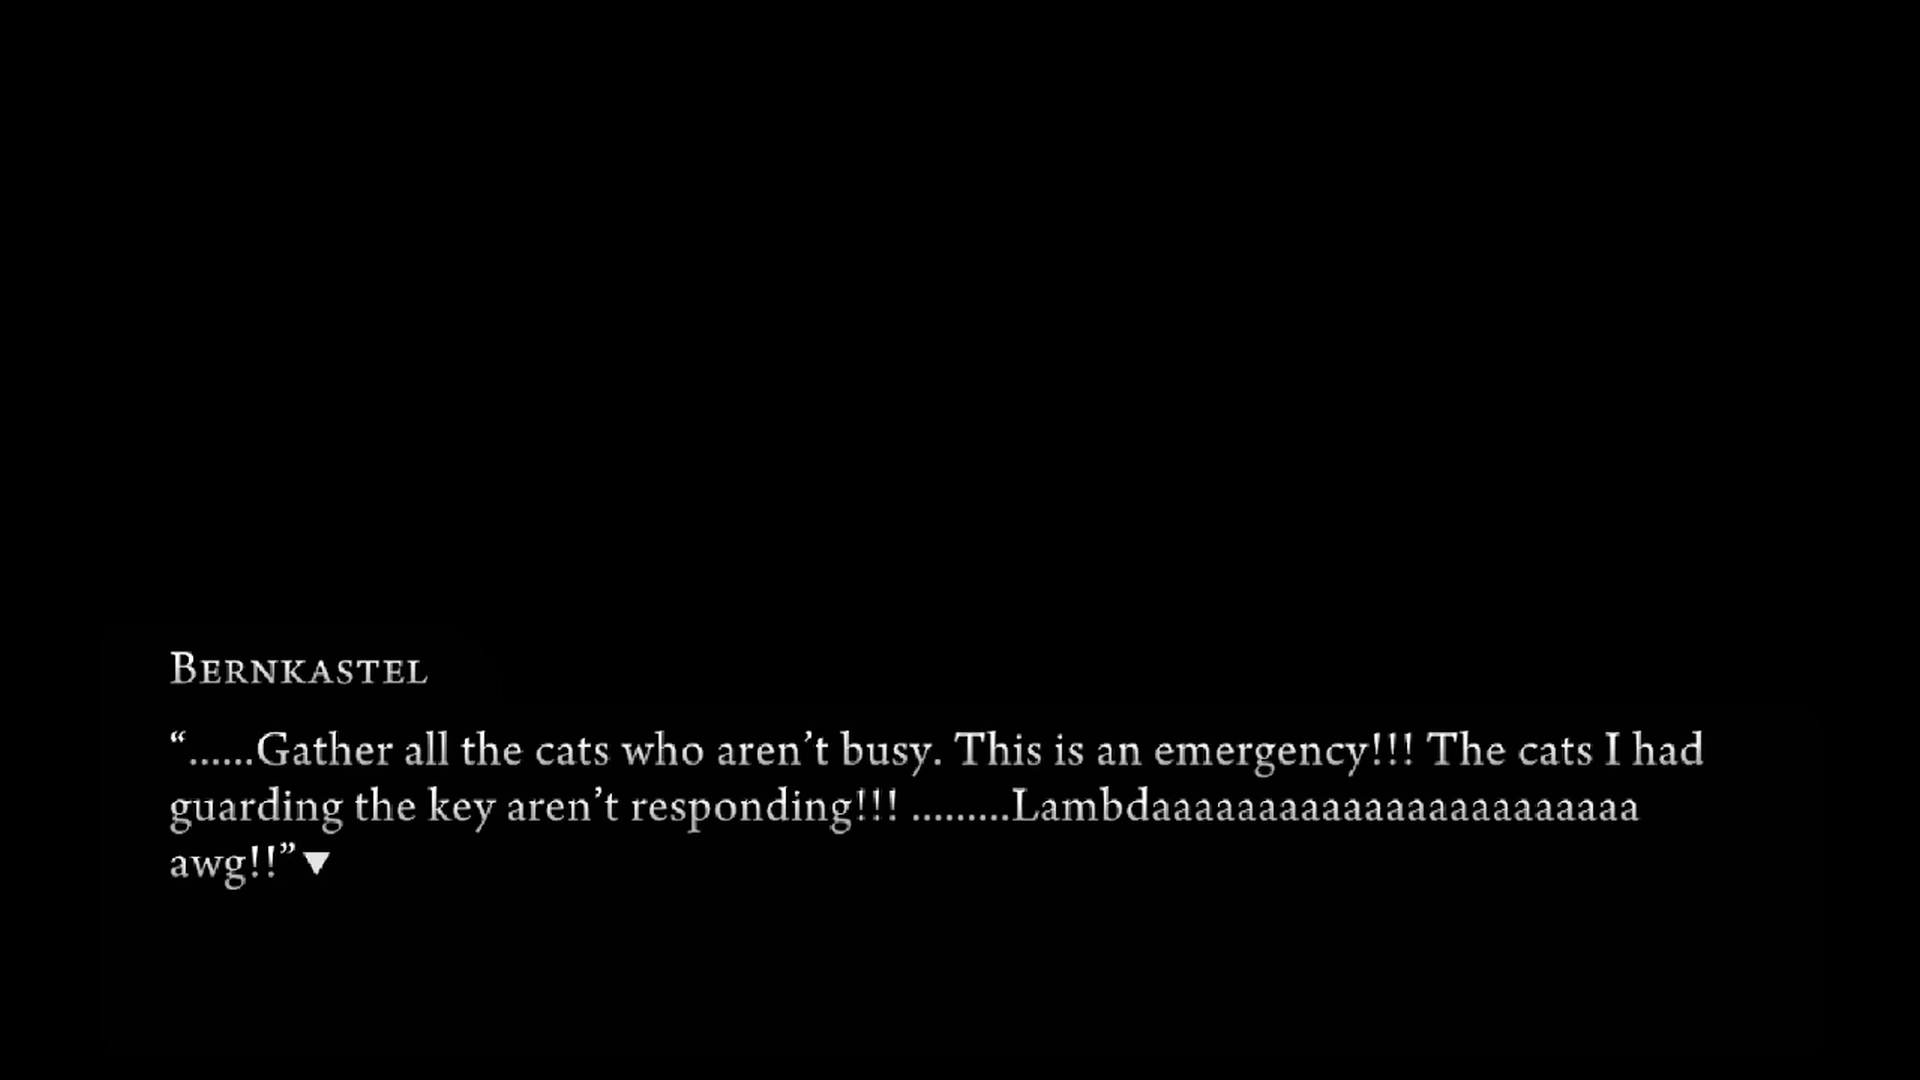 BERNKASTEL
“......Gather all the cats who aren’t busy. This is an emergency!!! The cats I had
guarding the key aren’t responding!!! .........Lambdaaaaaaaaaaaaaaaaaaaaaaa
awg!!”▼